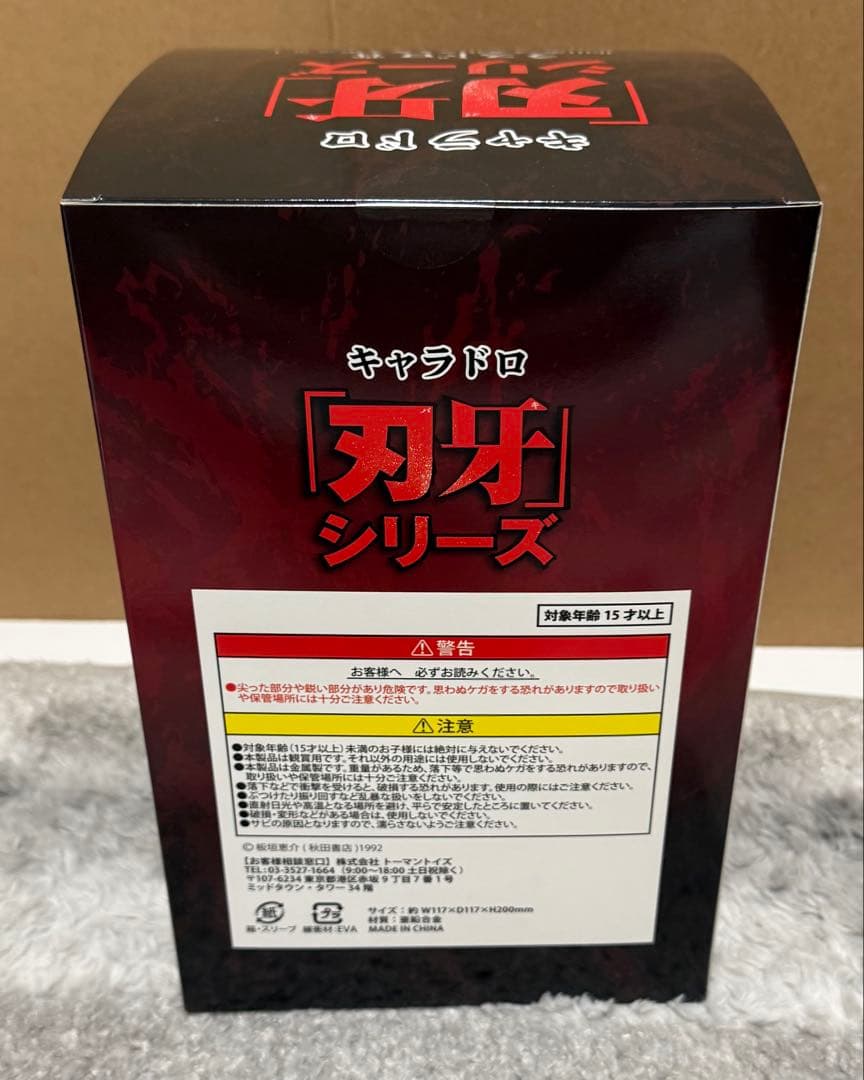 キャラドロ
「刃牙」
シリーズ
キャラドロ
「刃牙」
シリーズ
対象年齢 15 才以上
⚠警告
お客様へ 必ずお読みください。
●尖った部分や鋭い部分があり危険です。思わぬケガをする恐れがありますので取り扱い
や保管場所には十分ご注意ください。
⚠注意
●対象年齢(15才以上)未満のお子様には絶対に与えないでください。
●本製品は観賞用です。それ以外の用途には使用しないでください。
●本製品は金属製です。重量があるため、落下等で思わぬケガをする恐れがありますので、
取り扱いや保管場所には十分ご注意ください。
●落下などで衝撃を受けると、破損する恐れがあります。使用の際にはご注意ください。
●ぶつけたり振り回すなど乱暴な扱いをしないでください。
●直射日光や高温となる場所を避け、平らで安定したところに置いてください。
●破損・変形などがある場合は、使用しないでください。
●サビの原因となりますので、濡らさないようご注意ください。
©板垣恵介(秋田書店)1992
【お客様相談窓口】株式会社 トーマントイズ
TEL:03-3527-1664 (9:00〜18:00 土日祝除く)
〒107-6234 東京都港区赤坂9丁目7番1号
ミッドタウン・タワー 34 階
紙 プラ
箱・スリーブ 緩衝材:EVA
サイズ:約 W117×D117×H200mm
材質:亜鉛合金
MADE IN CHINA